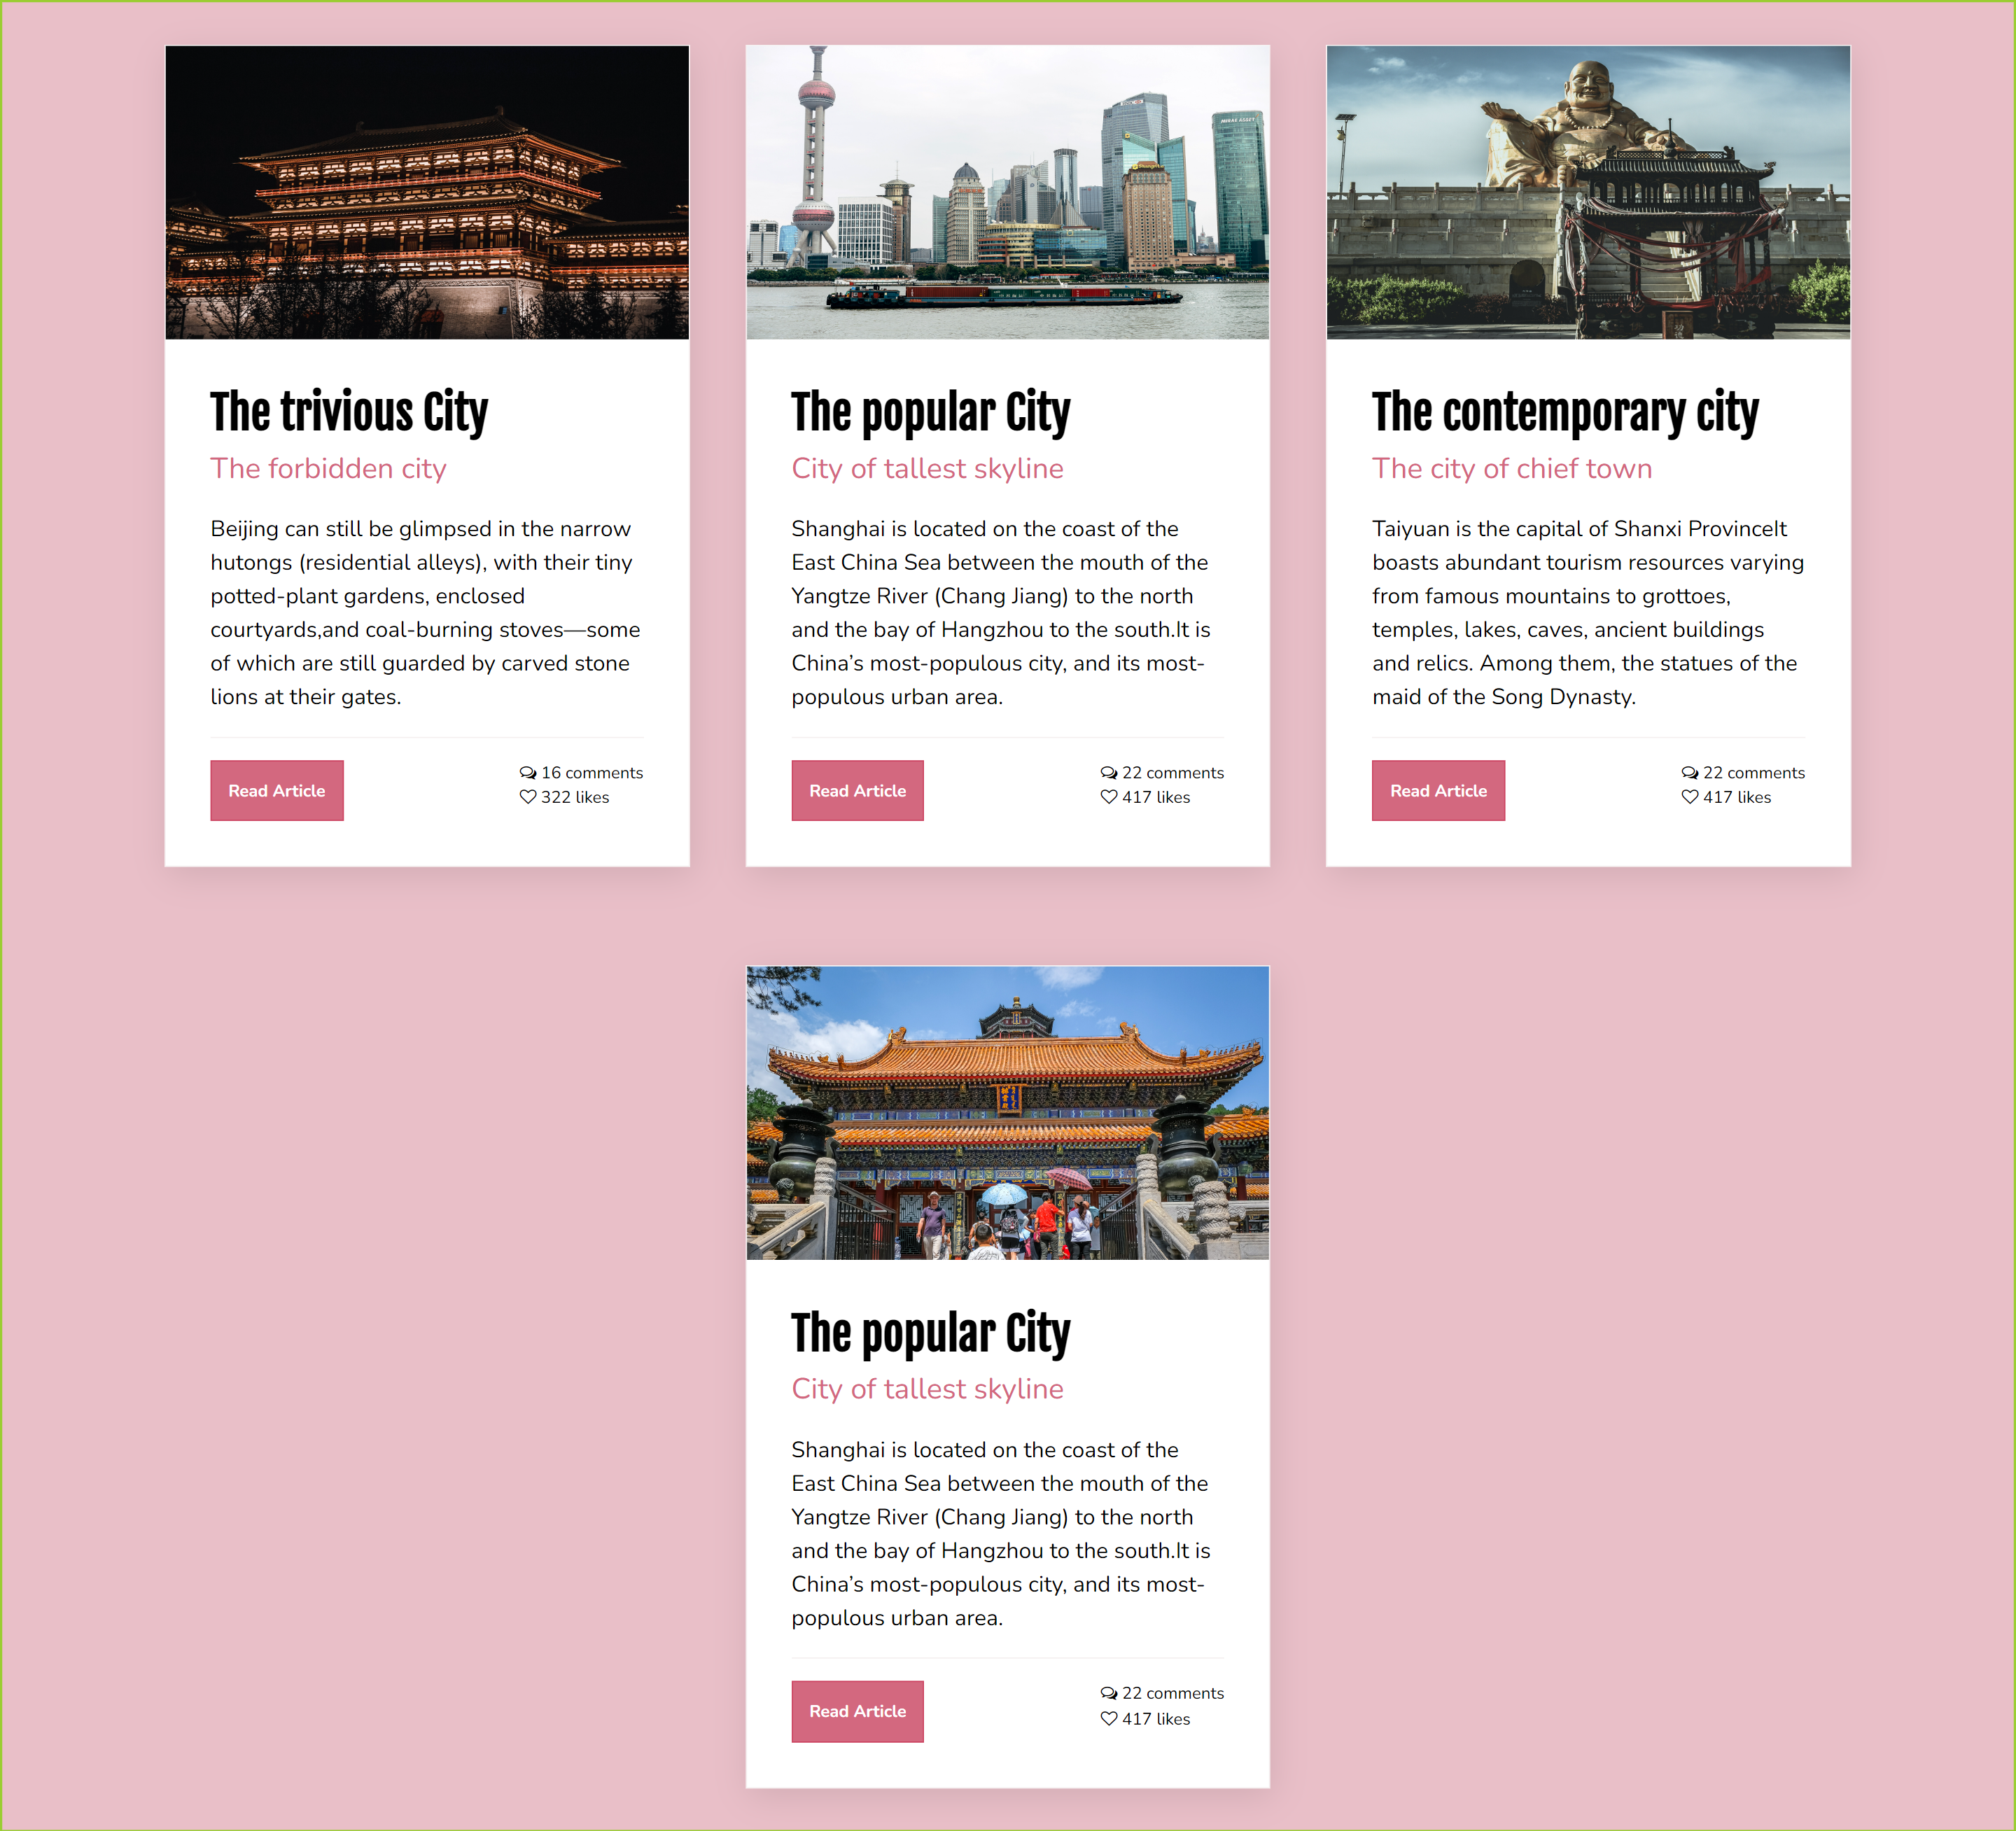 The trivious City
The forbidden city
Beijing can still be glimpsed in the narrow
hutongs (residential alleys), with their tiny
potted-plant gardens, enclosed
courtyards,and coal-burning stoves—some
of which are still guarded by carved stone
lions at their gates.
Read Article
16 comments
322 likes
The popular City
City of tallest skyline
Shanghai is located on the coast of the
East China Sea between the mouth of the
Yangtze River (Chang Jiang) to the north
and the bay of Hangzhou to the south.It is
China’s most-populous city, and its most-
populous urban area.
Read Article
22 comments
417 likes
The contemporary city
The city of chief town
Taiyuan is the capital of Shanxi ProvinceIt
boasts abundant tourism resources varying
from famous mountains to grottoes,
temples, lakes, caves, ancient buildings
and relics. Among them, the statues of the
maid of the Song Dynasty.
Read Article
22 comments
417 likes
The popular City
City of tallest skyline
Shanghai is located on the coast of the
East China Sea between the mouth of the
Yangtze River (Chang Jiang) to the north
and the bay of Hangzhou to the south.It is
China’s most-populous city, and its most-
populous urban area.
Read Article
22 comments
417 likes